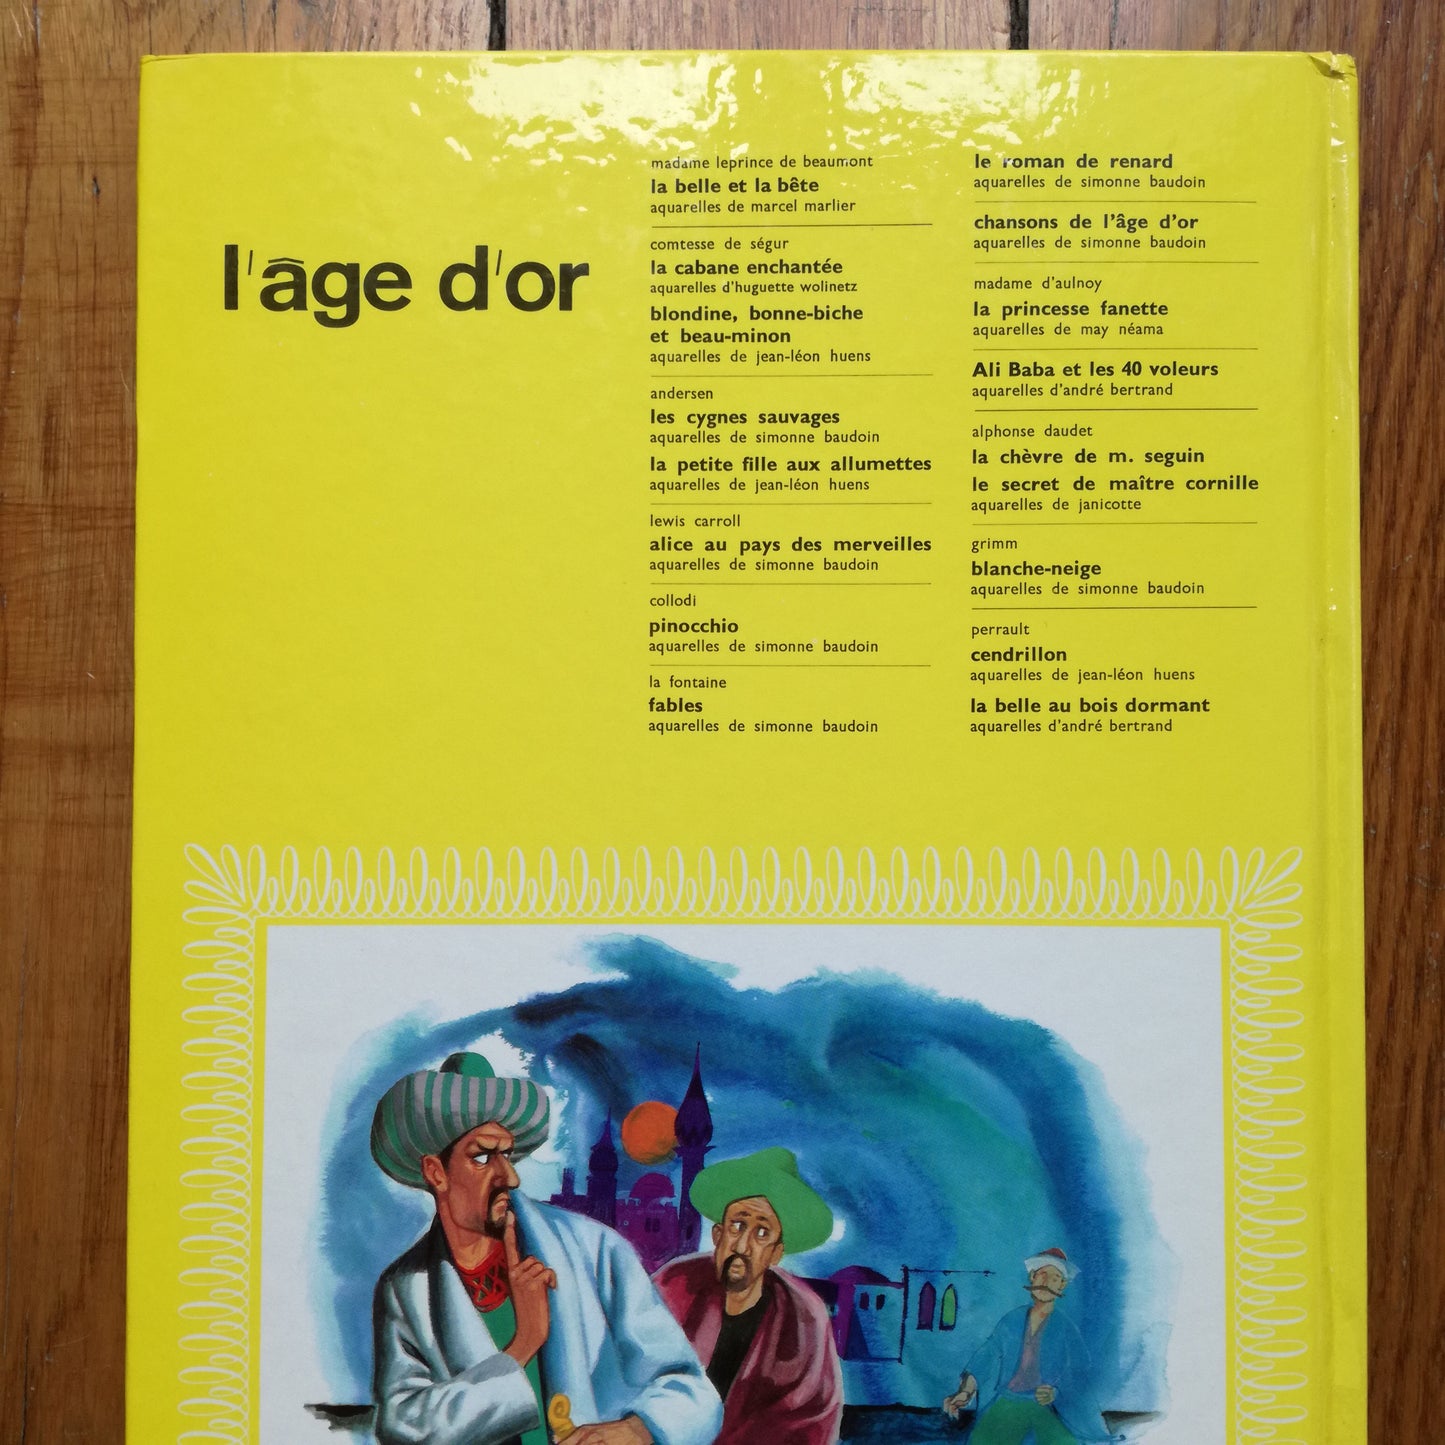 l'âge d'or
madame leprince de beaumont
la belle et la bête
aquarelles de marcel marlier
comtesse de ségur
la cabane enchantée
aquarelles d'huguette wolinetz
blondine, bonne-biche
et beau-minon
aquarelles de jean-léon huens
andersen
les cygnes sauvages
aquarelles de simonne baudoin
la petite fille aux allumettes
aquarelles de jean-léon huens
lewis carroll
alice au pays des merveilles
aquarelles de simonne baudoin
collodi
pinocchio
aquarelles de simonne baudoin
la fontaine
fables
aquarelles de simonne baudoin
le roman de renard
aquarelles de simonne baudoin
chansons de l'âge d'or
aquarelles de simonne baudoin
madame d'aulnoy
la princesse fanette
aquarelles de may néama
Ali Baba et les 40 voleurs
aquarelles d'andré bertrand
alphonse daudet
la chèvre de m. seguin
le secret de maître cornille
aquarelles de janicotte
grimm
blanche-neige
aquarelles de simonne baudoin
perrault
cendrillon
aquarelles de jean-léon huens
la belle au bois dormant
aquarelles d'andré bertrand